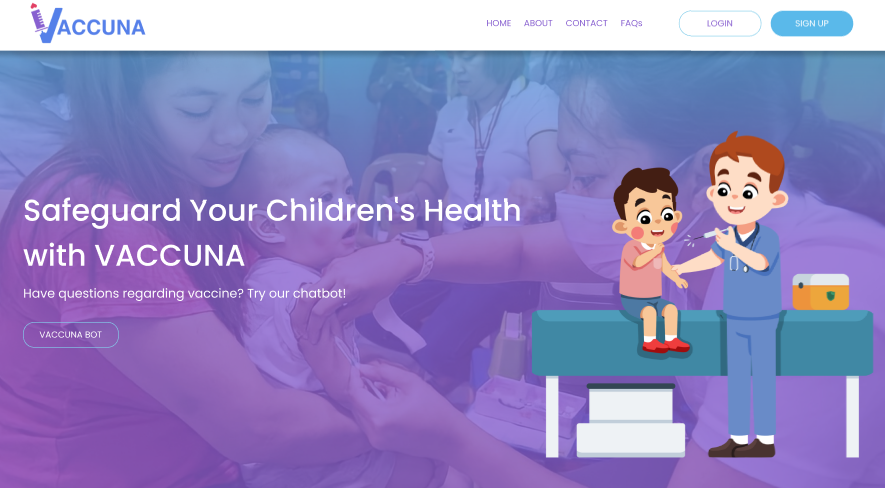 VACCUNA
HOME ABOUT CONTACT FAQs LOGIN SIGN UP
Safeguard Your Children's Health
with VACCUNA
Have questions regarding vaccine? Try our chatbot!
VACCUNA BOT